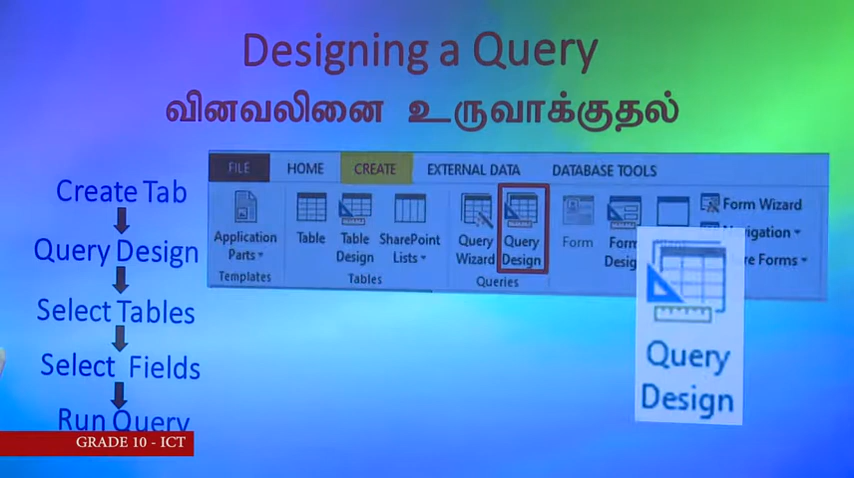 Designing a Query
வினவலினை உருவாக்குதல்
Create Tab
Query Design
Select Tables
Select Fields
Run Query
FILE HOME CREATE EXTERNAL DATA DATABASE TOOLS
Application Parts
Templates
Table
Table Design
SharePoint Lists
Tables
Query Wizard
Query Design
Queries
Form
Form
Form Wizard
Forms
Query
Design
GRADE 10 - ICT